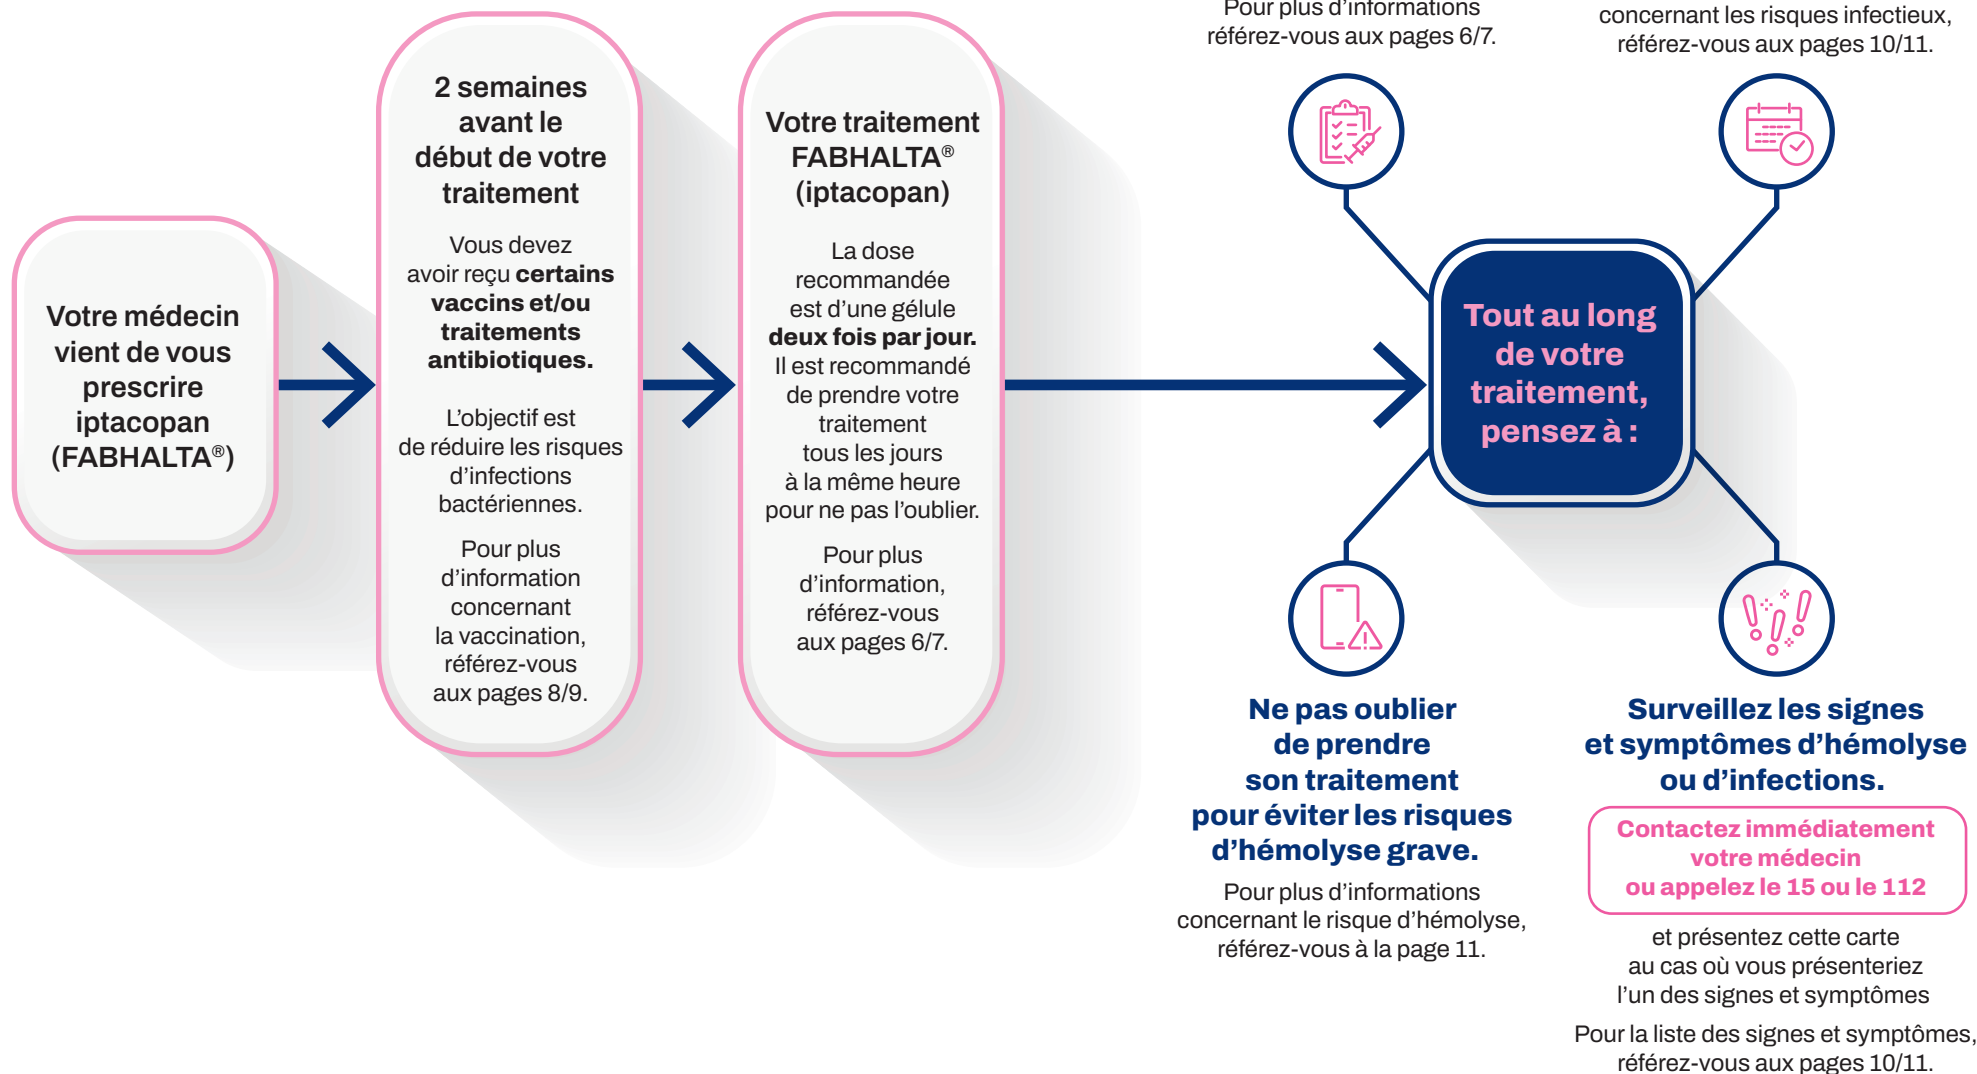 Votre médecin
vient de vous
prescrire
iptacopan
(FABHALTA®)
2 semaines
avant le
début de votre
traitement
Vous devez
avoir reçu certains
vaccins et/ou
traitements
antibiotiques.
L’objectif est
de réduire les risques
d’infections
bactériennes.
Pour plus
d’information
concernant
la vaccination,
référez-vous
aux pages 8/9.
Votre traitement
FABHALTA®
(iptacopan)
La dose
recommandée
est d’une gélule
deux fois par jour.
Il est recommandé
de prendre votre
traitement
tous les jours
à la même heure
pour ne pas l’oublier.
Pour plus
d’information,
référez-vous
aux pages 6/7.
Pour plus d’informations
référez-vous aux pages 6/7.
concernant les risques infectieux,
référez-vous aux pages 10/11.
Tout au long
de votre
traitement,
pensez à :
Ne pas oublier
de prendre
son traitement
pour éviter les risques
d’hémolyse grave.
Pour plus d’informations
concernant le risque d’hémolyse,
référez-vous à la page 11.
Surveillez les signes
et symptômes d’hémolyse
ou d’infections.
Contactez immédiatement
votre médecin
ou appelez le 15 ou le 112
et présentez cette carte
au cas où vous présenteriez
l’un des signes et symptômes
Pour la liste des signes et symptômes,
référez-vous aux pages 10/11.